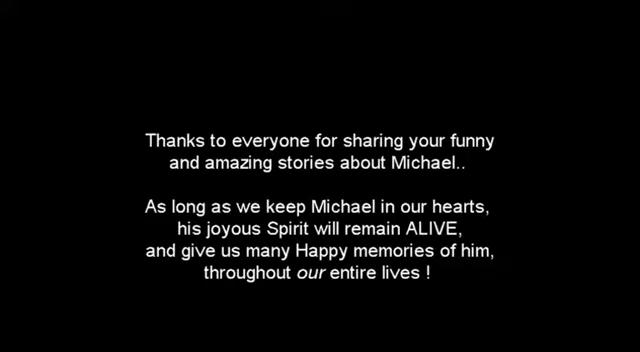 Thanks to everyone for sharing your funny
and amazing stories about Michael..
As long as we keep Michael in our hearts,
his joyous Spirit will remain ALIVE,
and give us many Happy memories of him,
throughout our entire lives !